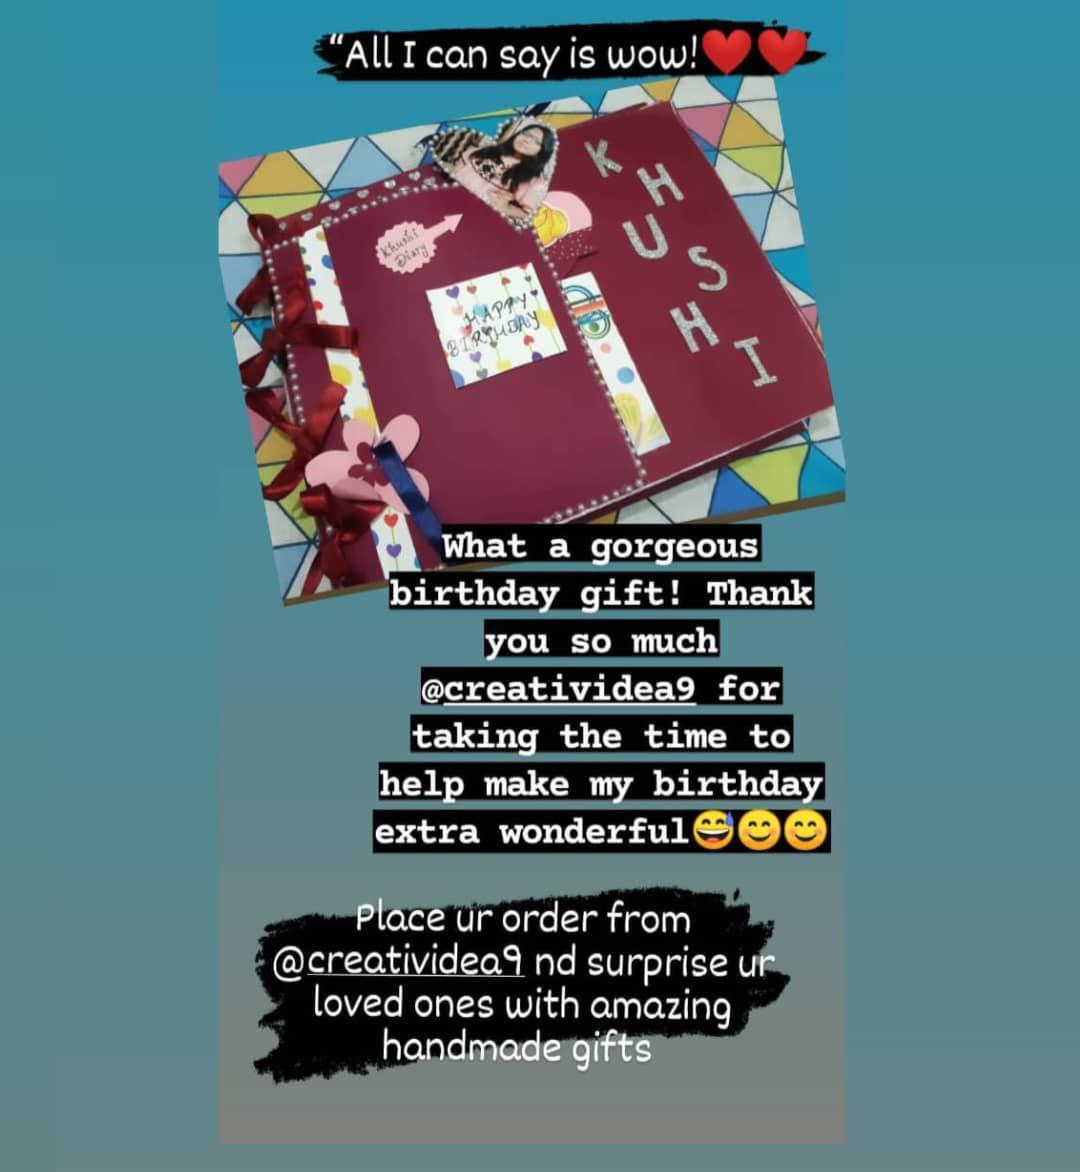 “All I can say is wow!❤️❤️
K
H
U
S
H
I
Khushi
Diary
HAPPY
BIRTHDAY
What a gorgeous
birthday gift! Thank
you so much
@creatividea9 for
taking the time to
help make my birthday
extra wonderful😅😊😊
Place ur order from
@creatividea9 nd surprise ur
loved ones with amazing
handmade gifts